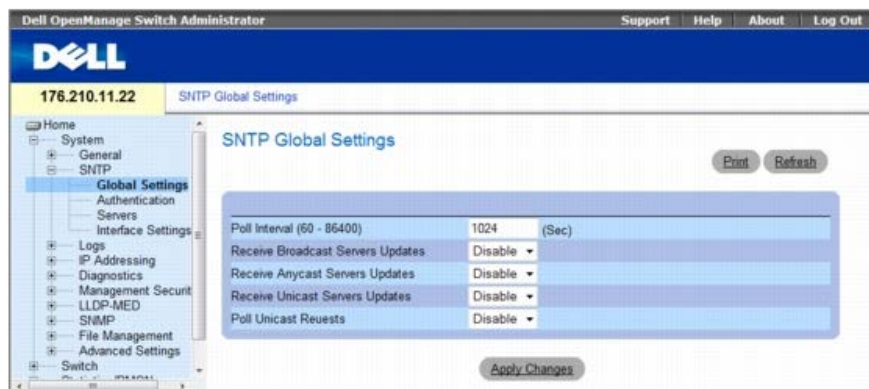 Dell OpenManage Switch Administrator Support Help About Log Out
DELL
176.210.11.22 SNTP Global Settings
Home
System
General
SNTP
Global Settings
Authentication
Servers
Interface Settings
Logs
IP Addressing
Diagnostics
Management Securit
LLDP-MED
SNMP
File Management
Advanced Settings
Switch
SNTP Global Settings
Print Refresh
Poll Interval (60 - 86400) 1024 (Sec)
Receive Broadcast Servers Updates Disable
Receive Anycast Servers Updates Disable
Receive Unicast Servers Updates Disable
Poll Unicast Reuests Disable
Apply Changes